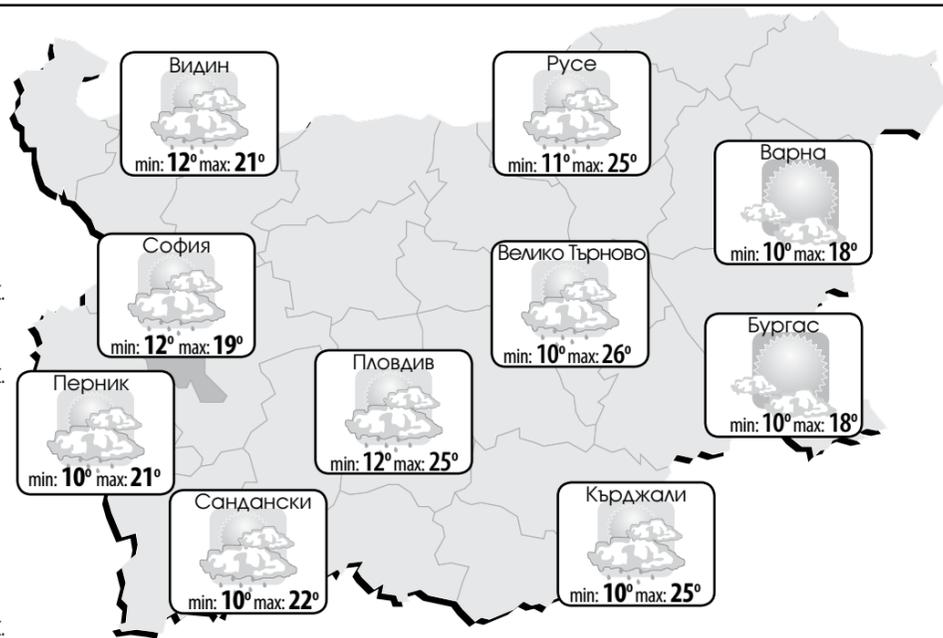 Видин
min: 12° max: 21°
Русе
min: 11° max: 25°
Варна
min: 10° max: 18°
София
min: 12° max: 19°
Велико Търново
min: 10° max: 26°
Бургас
min: 10° max: 18°
Пловдив
min: 12° max: 25°
Перник
min: 10° max: 21°
Сандански
min: 10° max: 22°
Кърджали
min: 10° max: 25°